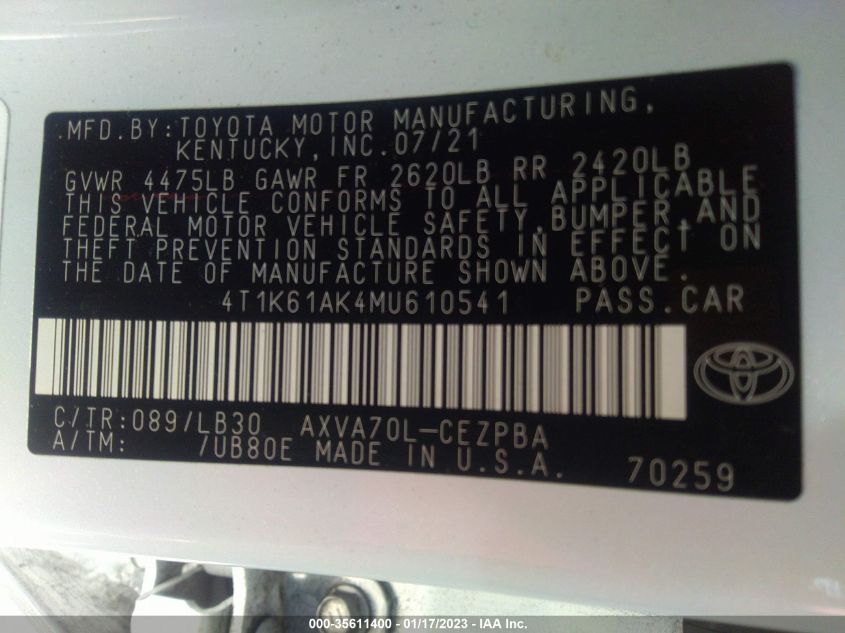 MFD. BY: TOYOTA MOTOR MANUFACTURING,
KENTUCKY, INC. 07/21
GVWR 4475LB GAWR FR 2620LB RR 2420LB
THIS VEHICLE CONFORMS TO ALL APPLICABLE
FEDERAL MOTOR VEHICLE SAFETY, BUMPER, AND
THEFT PREVENTION STANDARDS IN EFFECT ON
THE DATE OF MANUFACTURE SHOWN ABOVE.
4T1K61AK4MU610541 PASS. CAR
C/TR: 089/LB30 AXVA70L-CEZPBA
A/TM: /UB80E MADE IN U.S.A. 70259
000-35611400 - 01/17/2023 - IAA Inc.